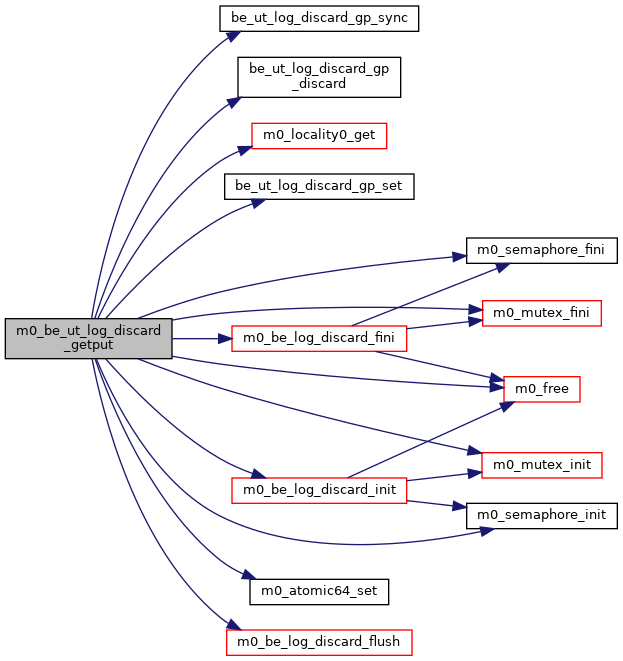 be_ut_log_discard_gp_sync
be_ut_log_discard_gp
_discard
m0_locality0_get
be_ut_log_discard_gp_set
m0_semaphore_fini
m0_mutex_fini
m0_be_ut_log_discard
_getput
m0_be_log_discard_fini
m0_free
m0_mutex_init
m0_be_log_discard_init
m0_semaphore_init
m0_atomic64_set
m0_be_log_discard_flush